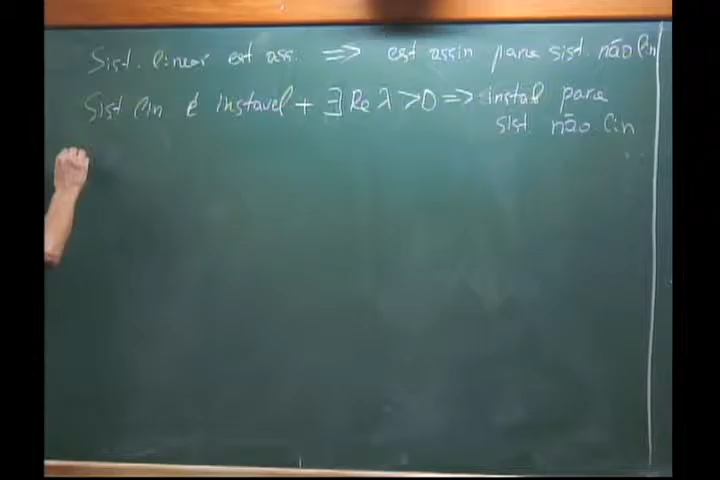 Sist. linear est ass. => est assin para sist. não lin
Sist lin é instavel + ∃ Re λ > 0 => instab para
sist. não lin